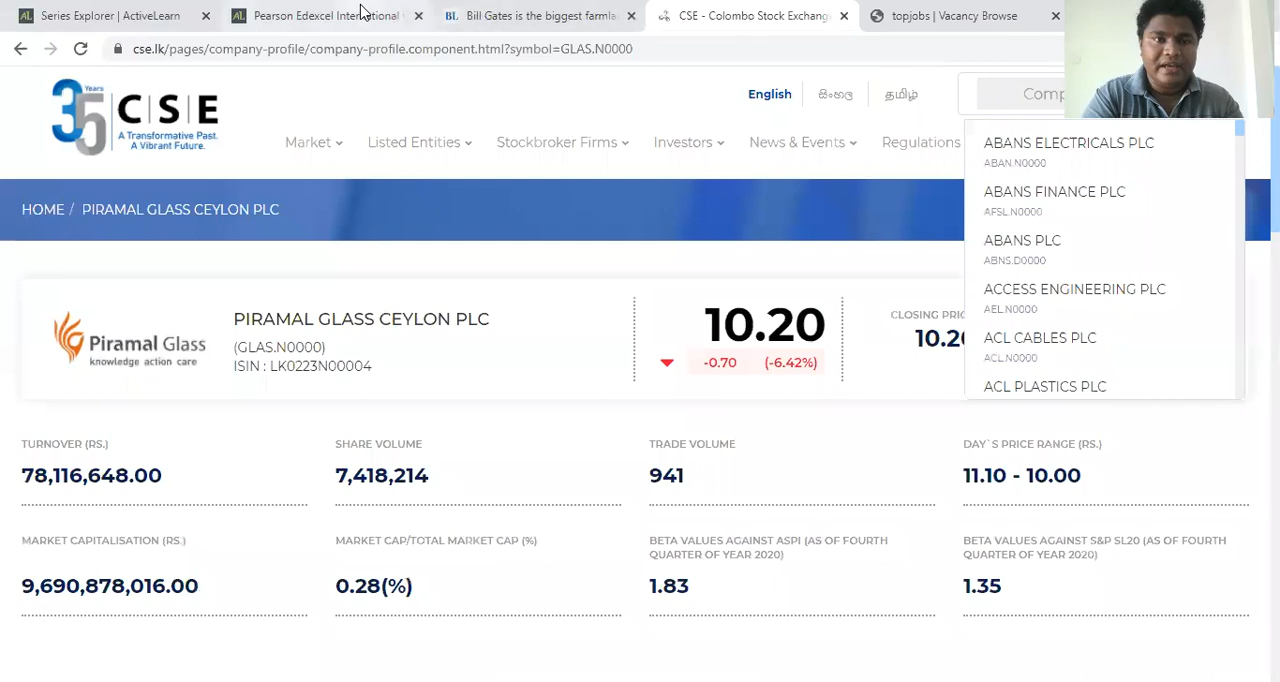 Series Explorer | ActiveLearn
Pearson Edexcel International
Bill Gates is the biggest farmla
CSE - Colombo Stock Exchang
topjobs | Vacancy Browse
cse.lk/pages/company-profile/company-profile.component.html?symbol=GLAS.N0000
35 Years
C|S|E
A Transformative Past.
A Vibrant Future.
English සිංහල தமிழ்
Comp
Market Listed Entities Stockbroker Firms Investors News & Events Regulations
ABANS ELECTRICALS PLC
ABAN.N0000
ABANS FINANCE PLC
AFSL.N0000
ABANS PLC
ABNS.D0000
ACCESS ENGINEERING PLC
AEL.N0000
ACL CABLES PLC
ACL.N0000
ACL PLASTICS PLC
HOME / PIRAMAL GLASS CEYLON PLC
Piramal Glass
knowledge action care
PIRAMAL GLASS CEYLON PLC
(GLAS.N0000)
ISIN : LK0223N00004
10.20
-0.70 (-6.42%)
CLOSING PRIC
10.20
TURNOVER (RS.)
78,116,648.00
SHARE VOLUME
7,418,214
TRADE VOLUME
941
DAY`S PRICE RANGE (RS.)
11.10 - 10.00
MARKET CAPITALISATION (RS.)
9,690,878,016.00
MARKET CAP/TOTAL MARKET CAP (%)
0.28(%)
BETA VALUES AGAINST ASPI (AS OF FOURTH
QUARTER OF YEAR 2020)
1.83
BETA VALUES AGAINST S&P SL20 (AS OF FOURTH
QUARTER OF YEAR 2020)
1.35